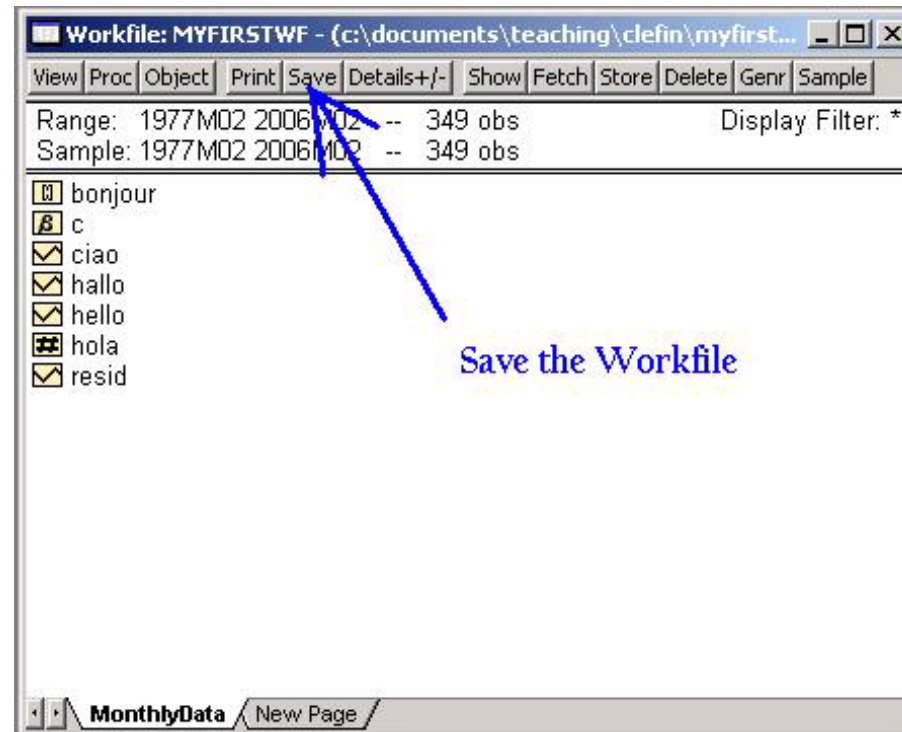 Workfile: MYFIRSTWF - (c:\documents\teaching\clefin\myfirst...
View Proc Object Print Save Details+/- Show Fetch Store Delete Genr Sample
Range: 1977M02 2006M02 -- 349 obs Display Filter: *
Sample: 1977M02 2006M02 -- 349 obs
bonjour
β c
ciao
hallo
hello
# hola
resid
Save the Workfile
MonthlyData New Page